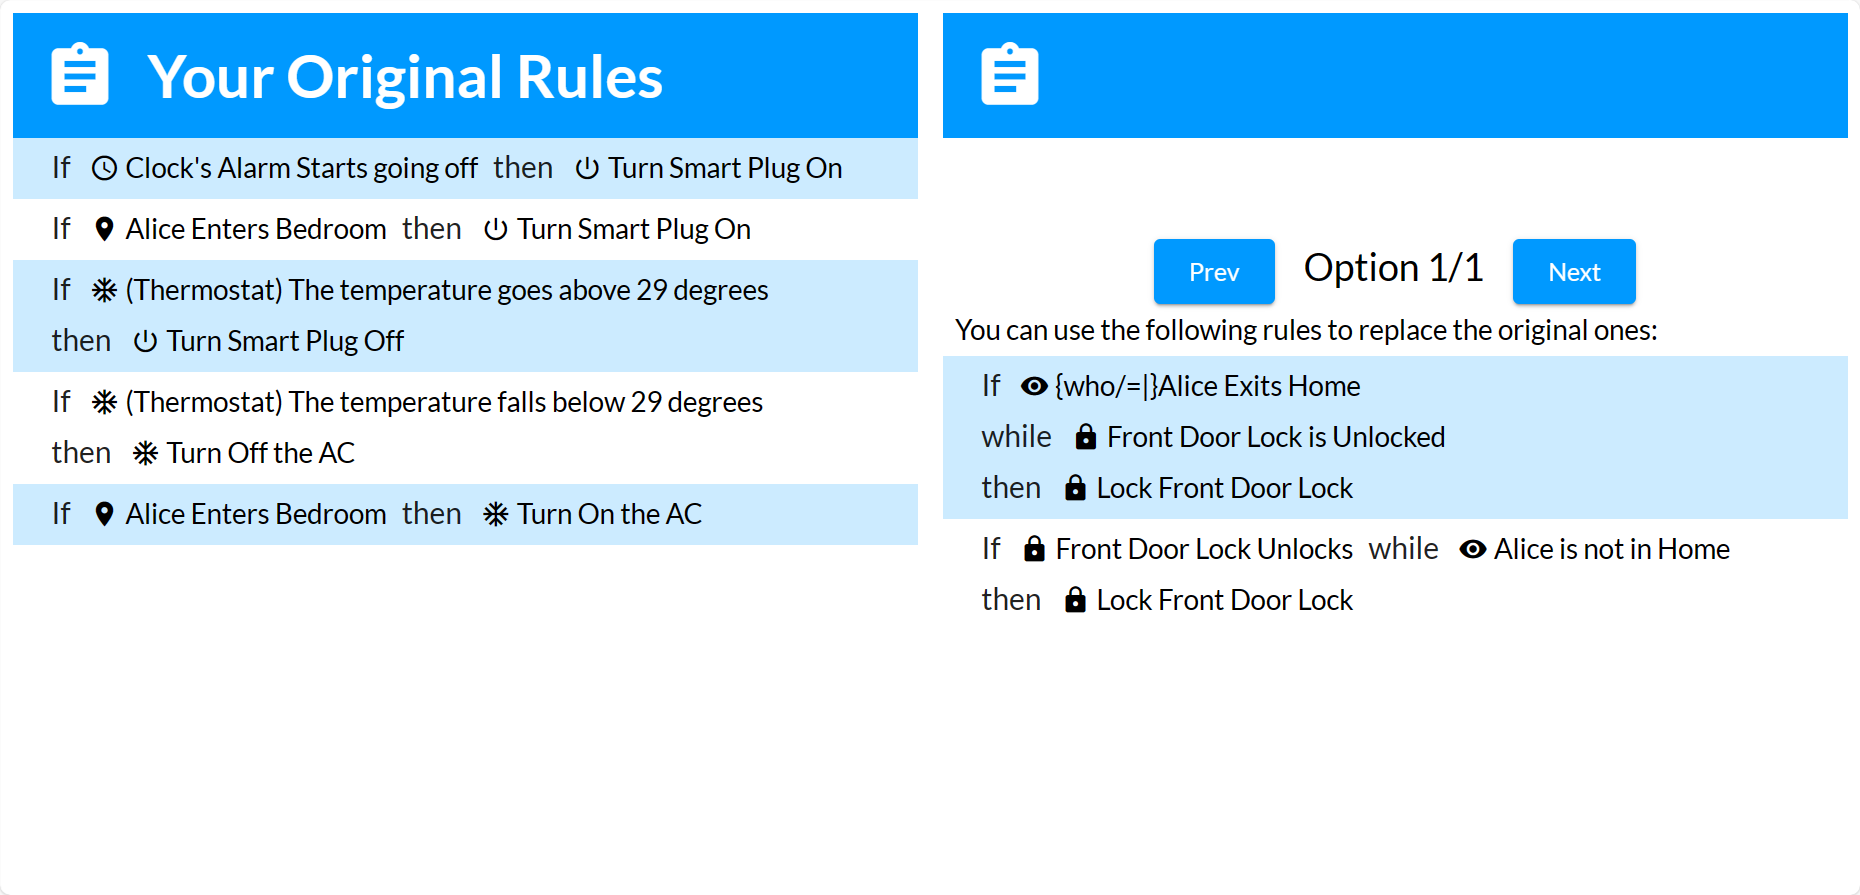 Your Original Rules
If Clock's Alarm Starts going off then Turn Smart Plug On
If Alice Enters Bedroom then Turn Smart Plug On
If (Thermostat) The temperature goes above 29 degrees
then Turn Smart Plug Off
If (Thermostat) The temperature falls below 29 degrees
then Turn Off the AC
If Alice Enters Bedroom then Turn On the AC
Prev Option 1/1 Next
You can use the following rules to replace the original ones:
If {who/=|}Alice Exits Home
while Front Door Lock is Unlocked
then Lock Front Door Lock
If Front Door Lock Unlocks while Alice is not in Home
then Lock Front Door Lock